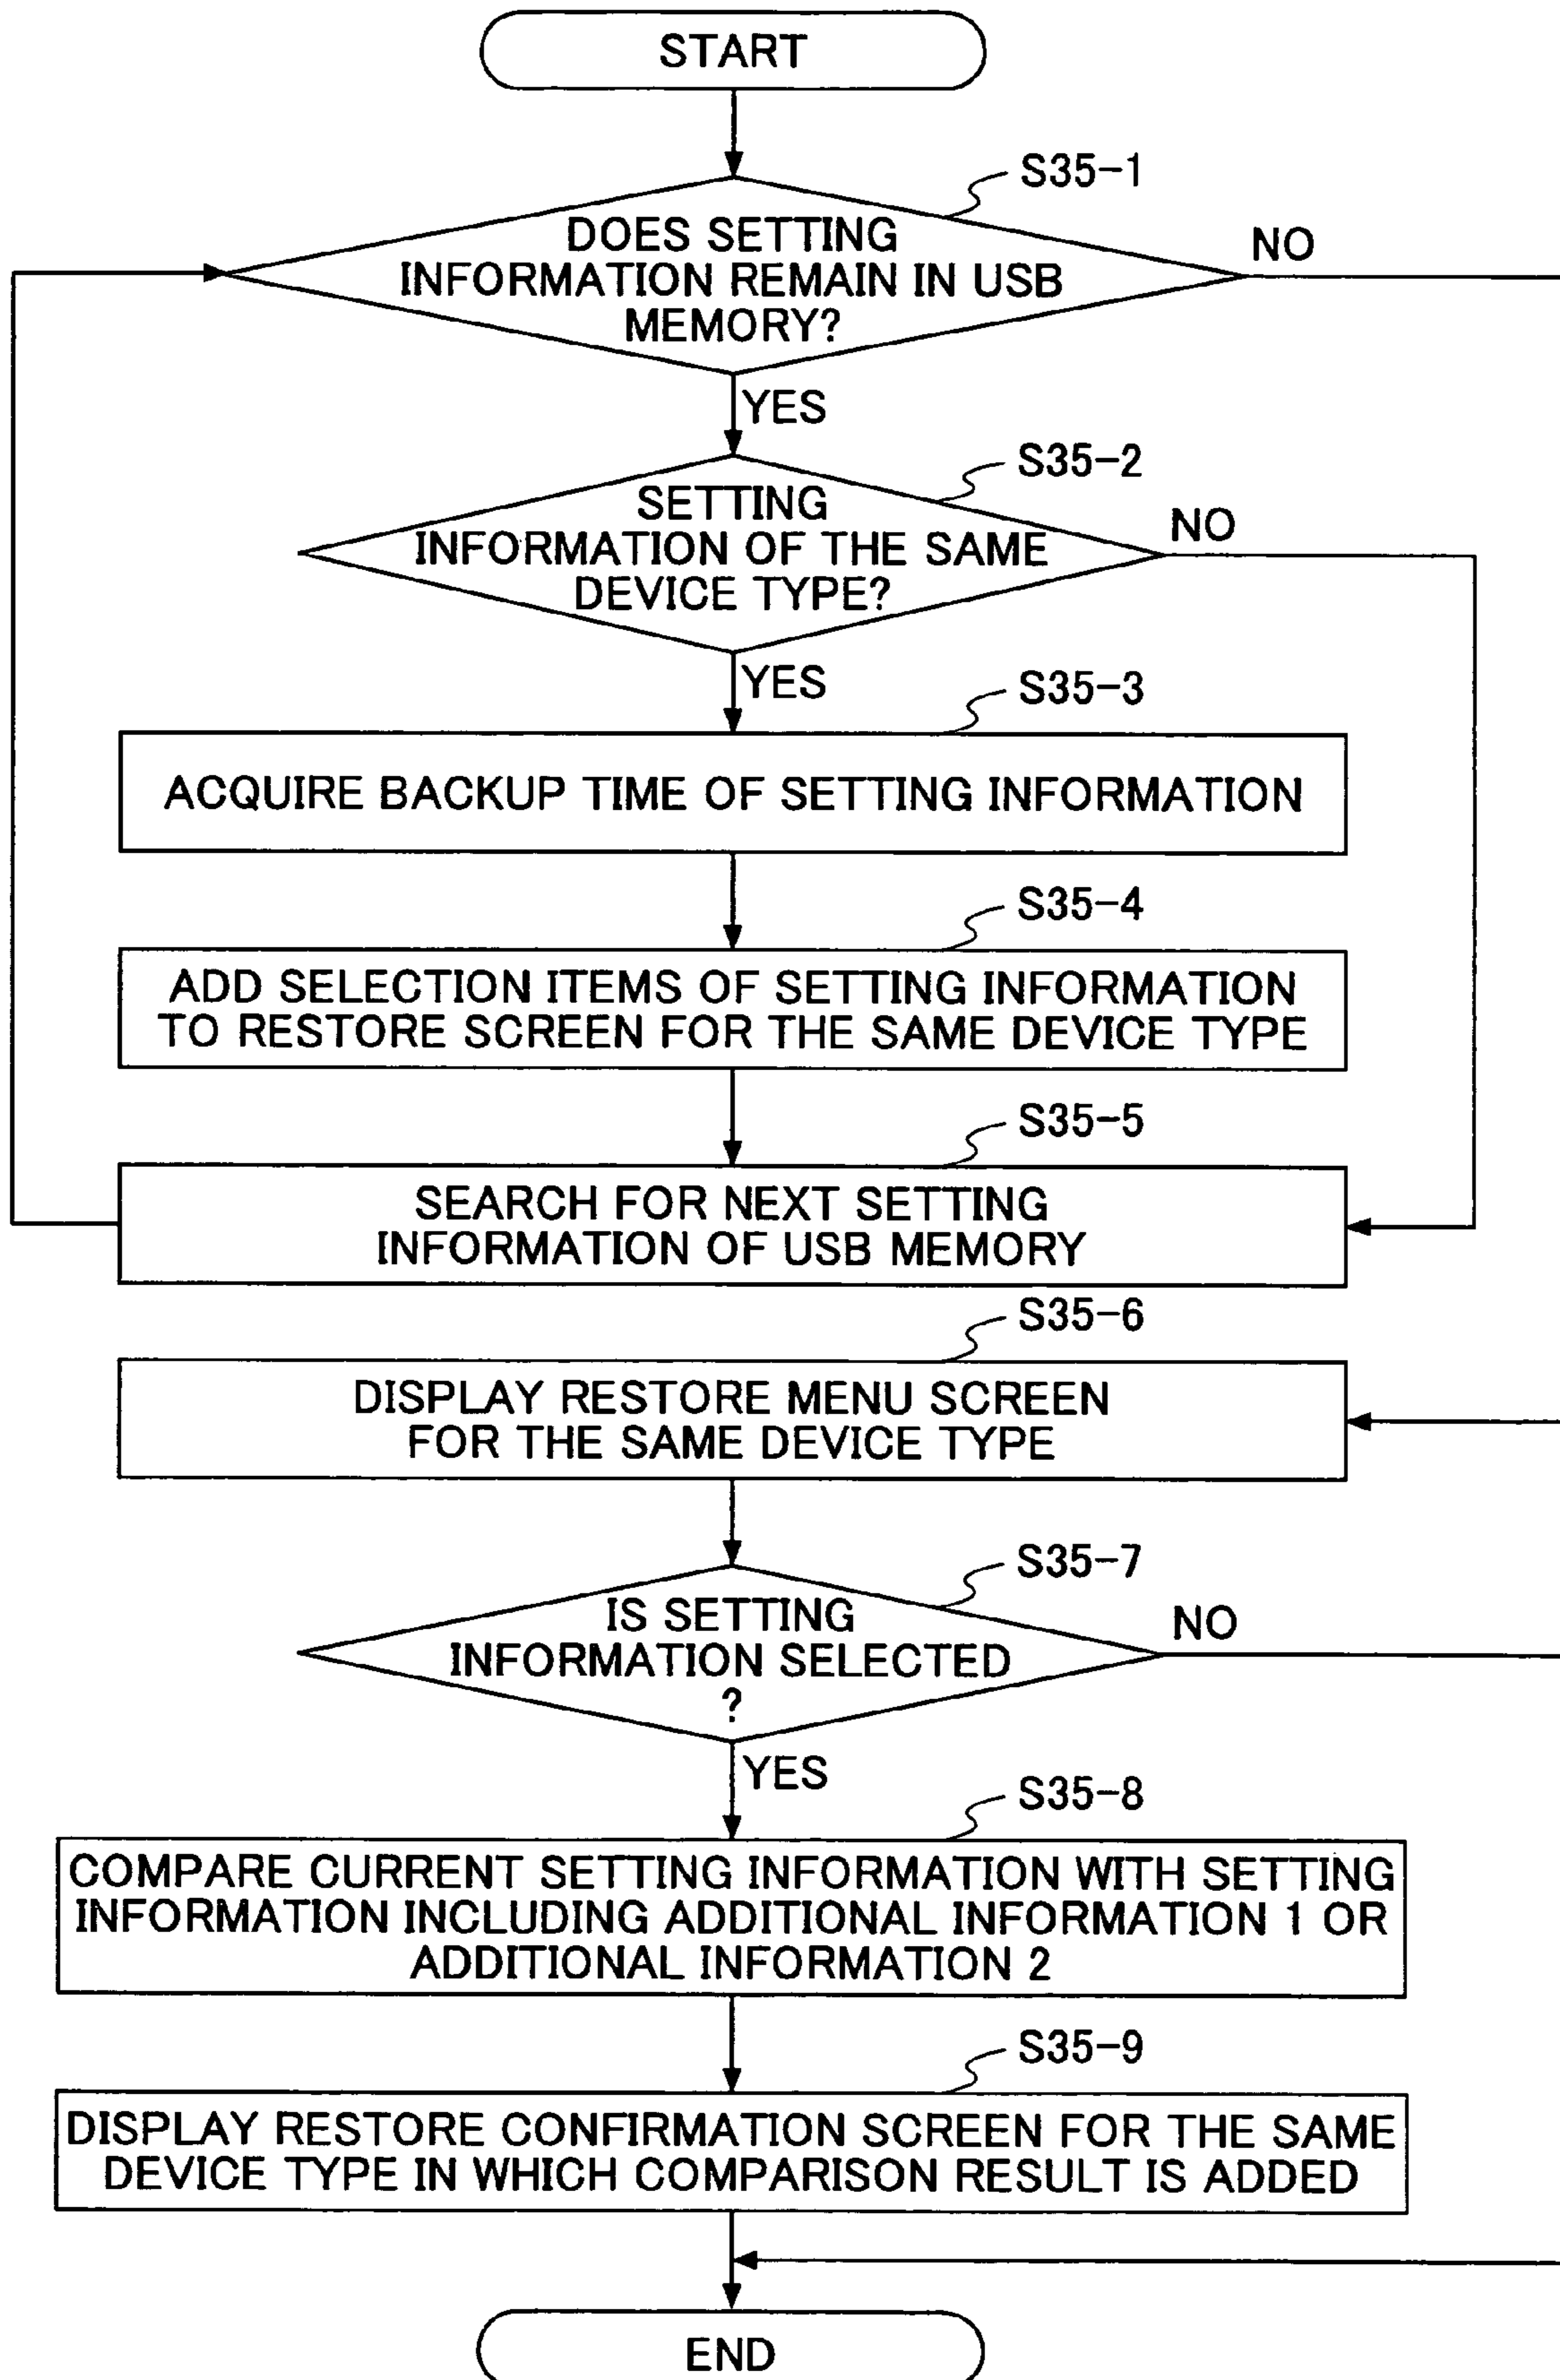 START
S35-1
DOES SETTING
INFORMATION REMAIN IN USB
MEMORY?
NO
YES
S35-2
SETTING
INFORMATION OF THE SAME
DEVICE TYPE?
NO
YES
S35-3
ACQUIRE BACKUP TIME OF SETTING INFORMATION
S35-4
ADD SELECTION ITEMS OF SETTING INFORMATION
TO RESTORE SCREEN FOR THE SAME DEVICE TYPE
S35-5
SEARCH FOR NEXT SETTING
INFORMATION OF USB MEMORY
S35-6
DISPLAY RESTORE MENU SCREEN
FOR THE SAME DEVICE TYPE
S35-7
IS SETTING
INFORMATION SELECTED
?
NO
YES
S35-8
COMPARE CURRENT SETTING INFORMATION WITH SETTING
INFORMATION INCLUDING ADDITIONAL INFORMATION 1 OR
ADDITIONAL INFORMATION 2
S35-9
DISPLAY RESTORE CONFIRMATION SCREEN FOR THE SAME
DEVICE TYPE IN WHICH COMPARISON RESULT IS ADDED
END